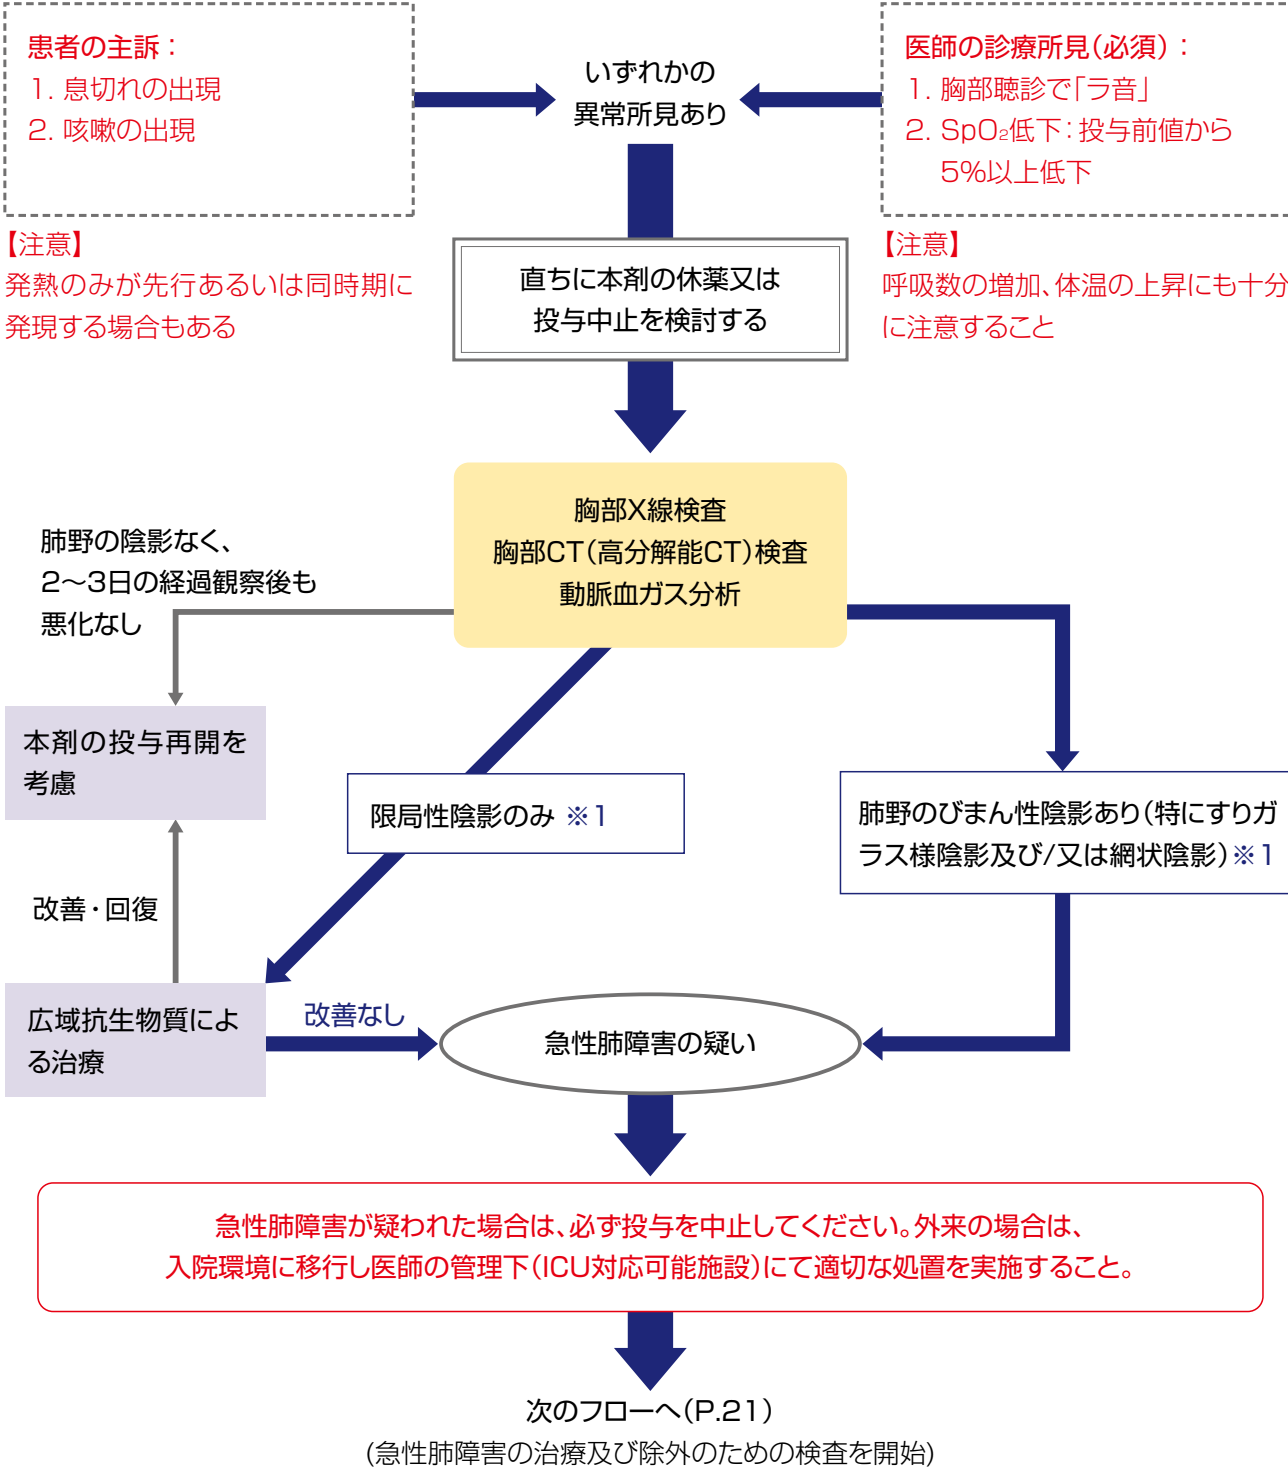 患者の主訴：
1. 息切れの出現
2. 咳嗽の出現
【注意】
発熱のみが先行あるいは同時期に
発現する場合もある
いずれかの
異常所見あり
医師の診療所見（必須）：
1. 胸部聴診で「ラ音」
2. SpO₂低下：投与前値から
5%以上低下
【注意】
呼吸数の増加、体温の上昇にも十分
に注意すること
直ちに本剤の休薬又は
投与中止を検討する
胸部X線検査
胸部CT（高分解能CT）検査
動脈血ガス分析
肺野の陰影なく、
2〜3日の経過観察後も
悪化なし
本剤の投与再開を
考慮
限局性陰影のみ ※1
肺野のびまん性陰影あり（特にすりガ
ラス様陰影及び/又は網状陰影）※1
改善・回復
広域抗生物質によ
る治療
改善なし
急性肺障害の疑い
急性肺障害が疑われた場合は、必ず投与を中止してください。外来の場合は、
入院環境に移行し医師の管理下（ICU対応可能施設）にて適切な処置を実施すること。
次のフローへ（P.21）
(急性肺障害の治療及び除外のための検査を開始)